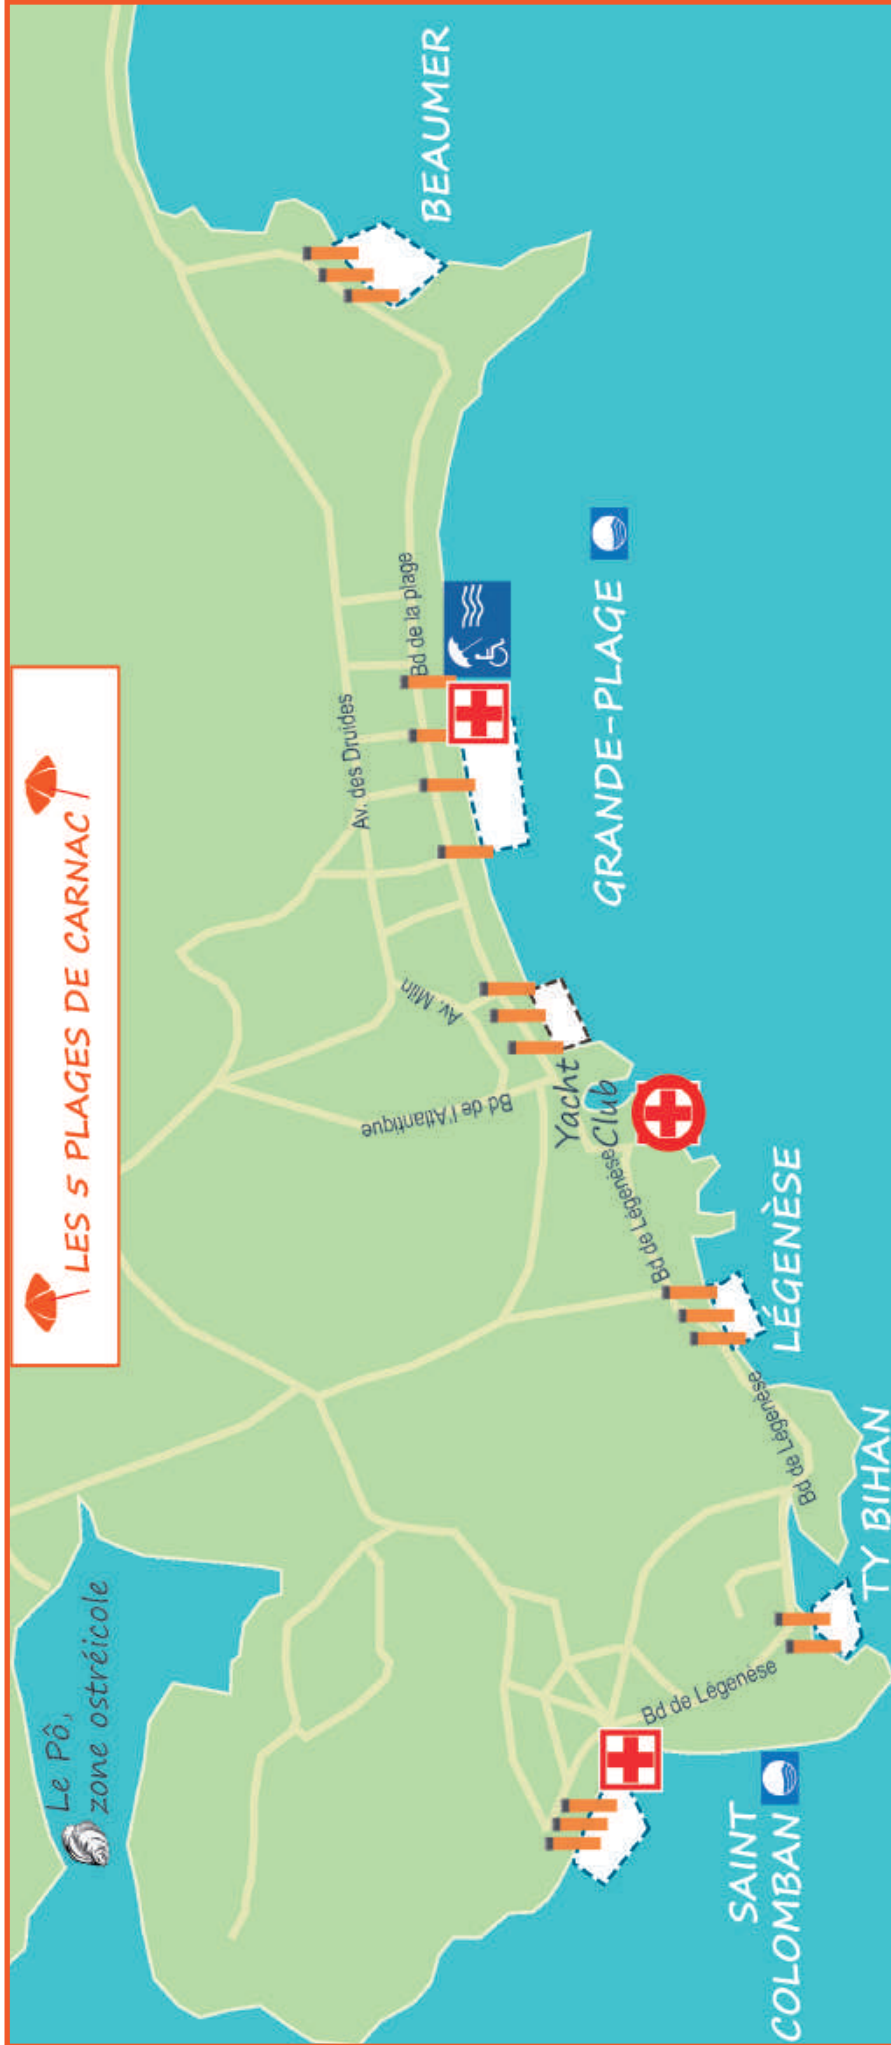 LES 5 PLAGES DE CARNAC !
Le Pô,
zone ostréicole
Av. des Druides
Bd de la plage
BEAUMER
Av. Miln
Bd de l'Atlantique
Yacht
Club
GRANDE-PLAGE
Bd de Légenèse
LÉGENÈSE
Bd de Légenèse
TY BIHAN
Bd de Légenèse
SAINT
COLOMBAN